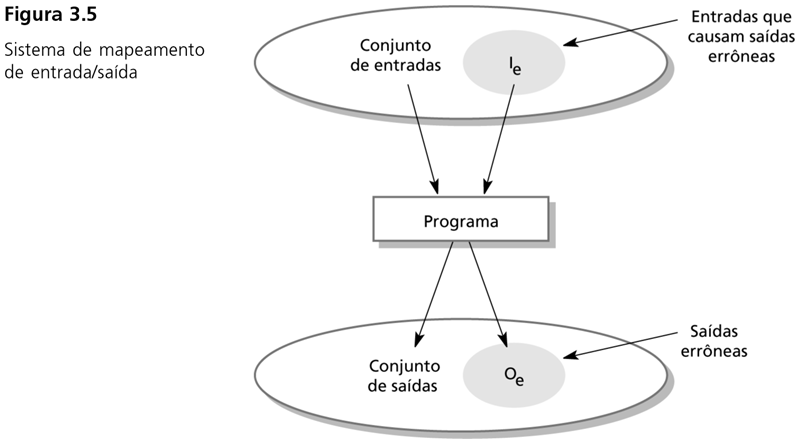 Figura 3.5
Sistema de mapeamento
de entrada/saída
Conjunto
de entradas
Ie
Entradas que
causam saídas
errôneas
Programa
Conjunto
de saídas
Oe
Saídas
errôneas